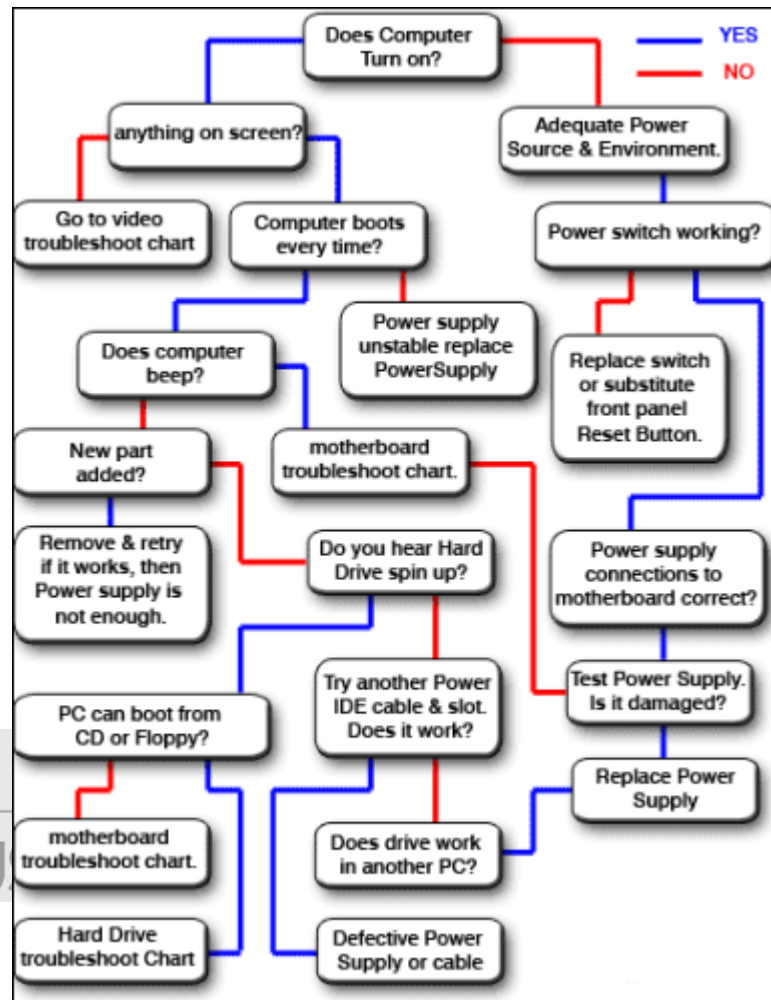 Does Computer
Turn on?
YES
NO
anything on screen?
Adequate Power
Source & Environment.
Go to video
troubleshoot chart
Computer boots
every time?
Power switch working?
Does computer
beep?
Power supply
unstable replace
PowerSupply
Replace switch
or substitute
front panel
Reset Button.
New part
added?
motherboard
troubleshoot chart.
Remove & retry
if it works, then
Power supply is
not enough.
Do you hear Hard
Drive spin up?
Power supply
connections to
motherboard correct?
PC can boot from
CD or Floppy?
Try another Power
IDE cable & slot.
Does it work?
Test Power Supply.
Is it damaged?
Replace Power
Supply
motherboard
troubleshoot chart.
Does drive work
in another PC?
Hard Drive
troubleshoot Chart
Defective Power
Supply or cable